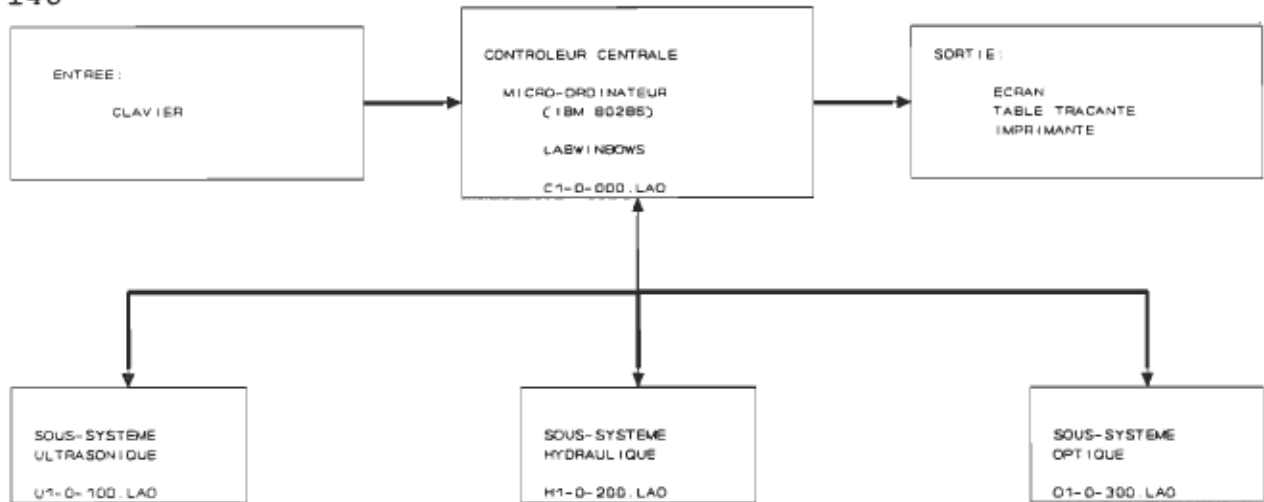 ENTREE:
CLAVIER
CONTROLEUR CENTRALE
MICRO-ORDINATEUR
(IBM 80286)
LABWINBOWS
C1-0-000.LAO
SORTIE:
ECRAN
TABLE TRACANTE
IMPRIMANTE
SOUS-SYSTEME
ULTRASONIQUE
U1-0-100.LAO
SOUS-SYSTEME
HYDRAULIQUE
H1-0-200.LAO
SOUS-SYSTEME
OPTIQUE
O1-0-300.LAO